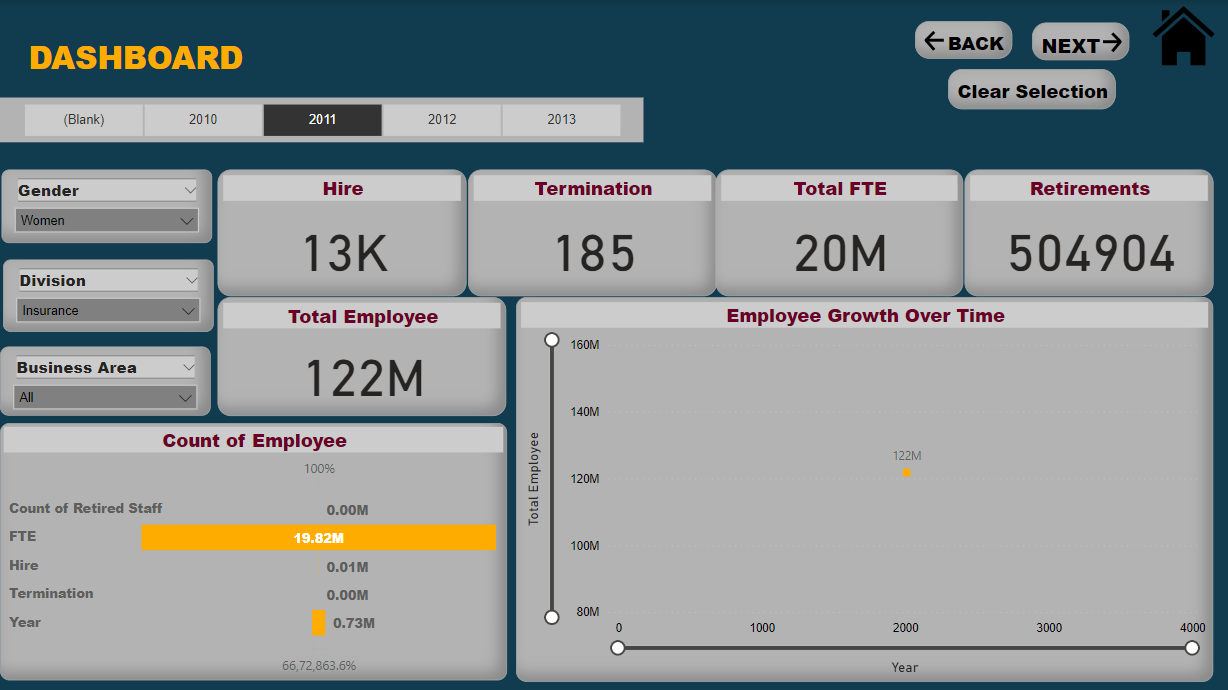 DASHBOARD
BACK
NEXT
Clear Selection
(Blank)
2010
2011
2012
2013
Gender
Women
Division
Insurance
Business Area
All
Hire
13K
Termination
185
Total FTE
20M
Retirements
504904
Total Employee
122M
Employee Growth Over Time
Total Employee
160M
140M
120M
100M
80M
122M
0
1000
2000
3000
4000
Year
Count of Employee
100%
Count of Retired Staff 0.00M
FTE 19.82M
Hire 0.01M
Termination 0.00M
Year 0.73M
66,72,863.6%